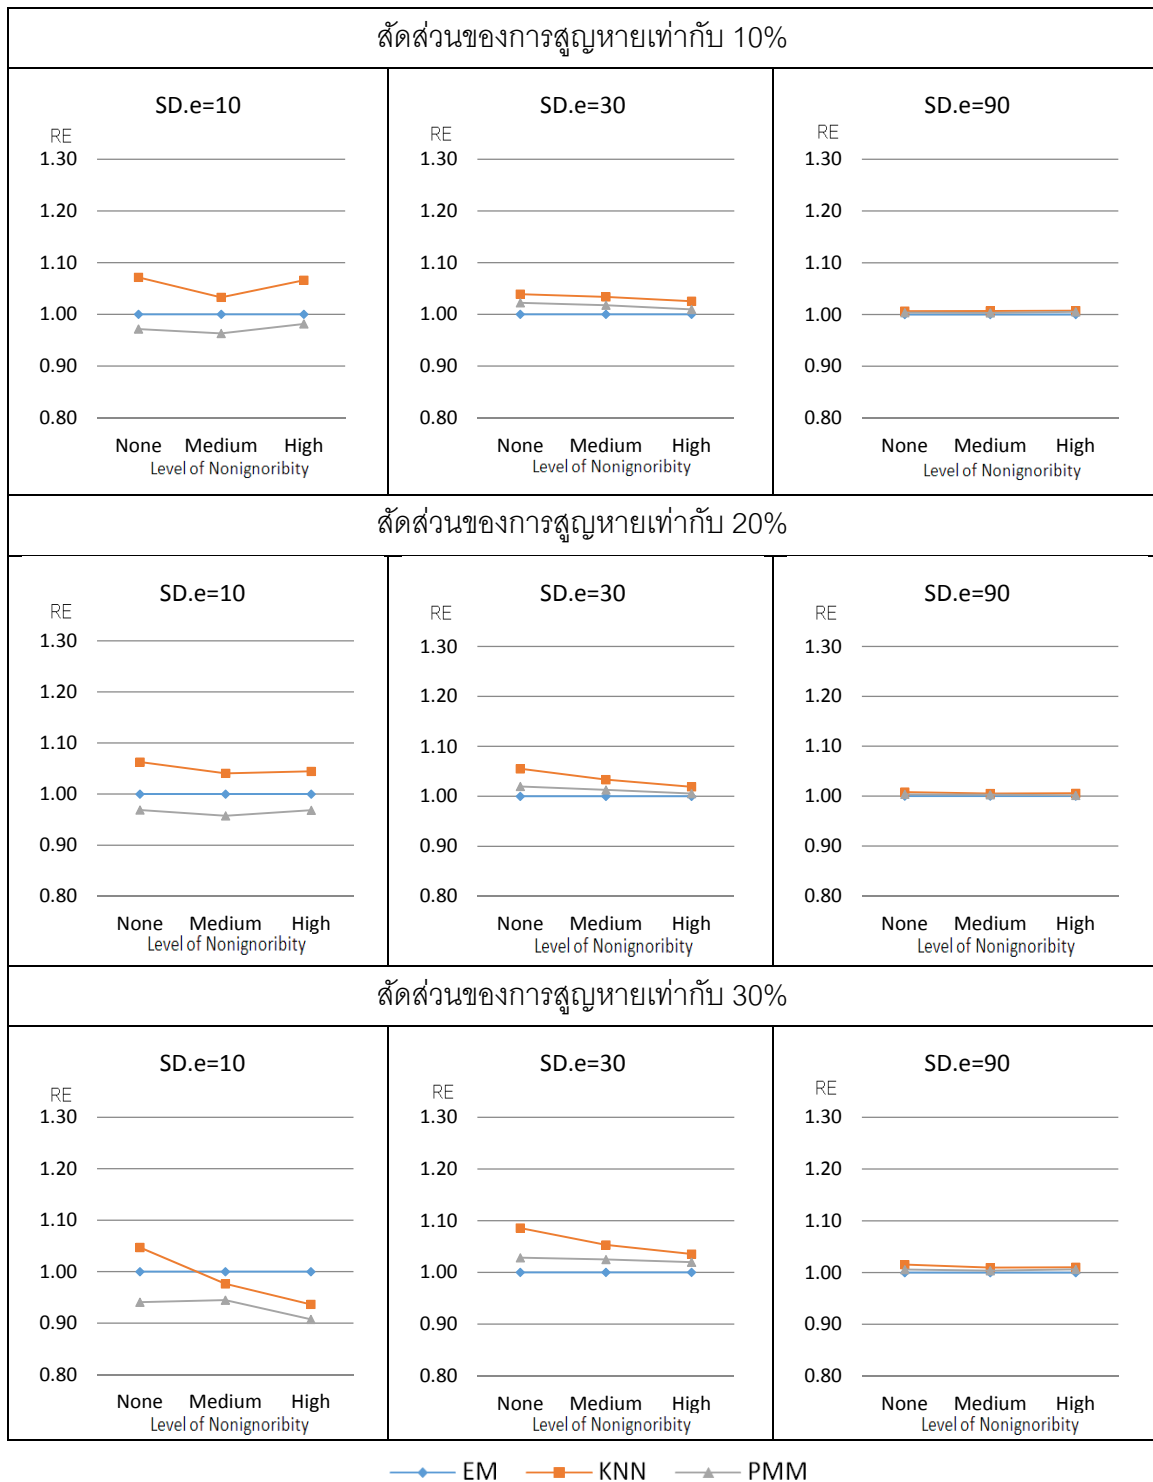 สัดส่วนของการสูญหายเท่ากับ 10%
SD.e=10
RE
1.30
1.20
1.10
1.00
0.90
0.80
None Medium High
Level of Nonignoribity
SD.e=30
RE
1.30
1.20
1.10
1.00
0.90
0.80
None Medium High
Level of Nonignoribity
SD.e=90
RE
1.30
1.20
1.10
1.00
0.90
0.80
None Medium High
Level of Nonignoribity
สัดส่วนของการสูญหายเท่ากับ 20%
SD.e=10
RE
1.30
1.20
1.10
1.00
0.90
0.80
None Medium High
Level of Nonignoribity
SD.e=30
RE
1.30
1.20
1.10
1.00
0.90
0.80
None Medium High
Level of Nonignoribity
SD.e=90
RE
1.30
1.20
1.10
1.00
0.90
0.80
None Medium High
Level of Nonignoribity
สัดส่วนของการสูญหายเท่ากับ 30%
SD.e=10
RE
1.30
1.20
1.10
1.00
0.90
0.80
None Medium High
Level of Nonignoribity
SD.e=30
RE
1.30
1.20
1.10
1.00
0.90
0.80
None Medium High
Level of Nonignoribity
SD.e=90
RE
1.30
1.20
1.10
1.00
0.90
0.80
None Medium High
Level of Nonignoribity
EM KNN PMM